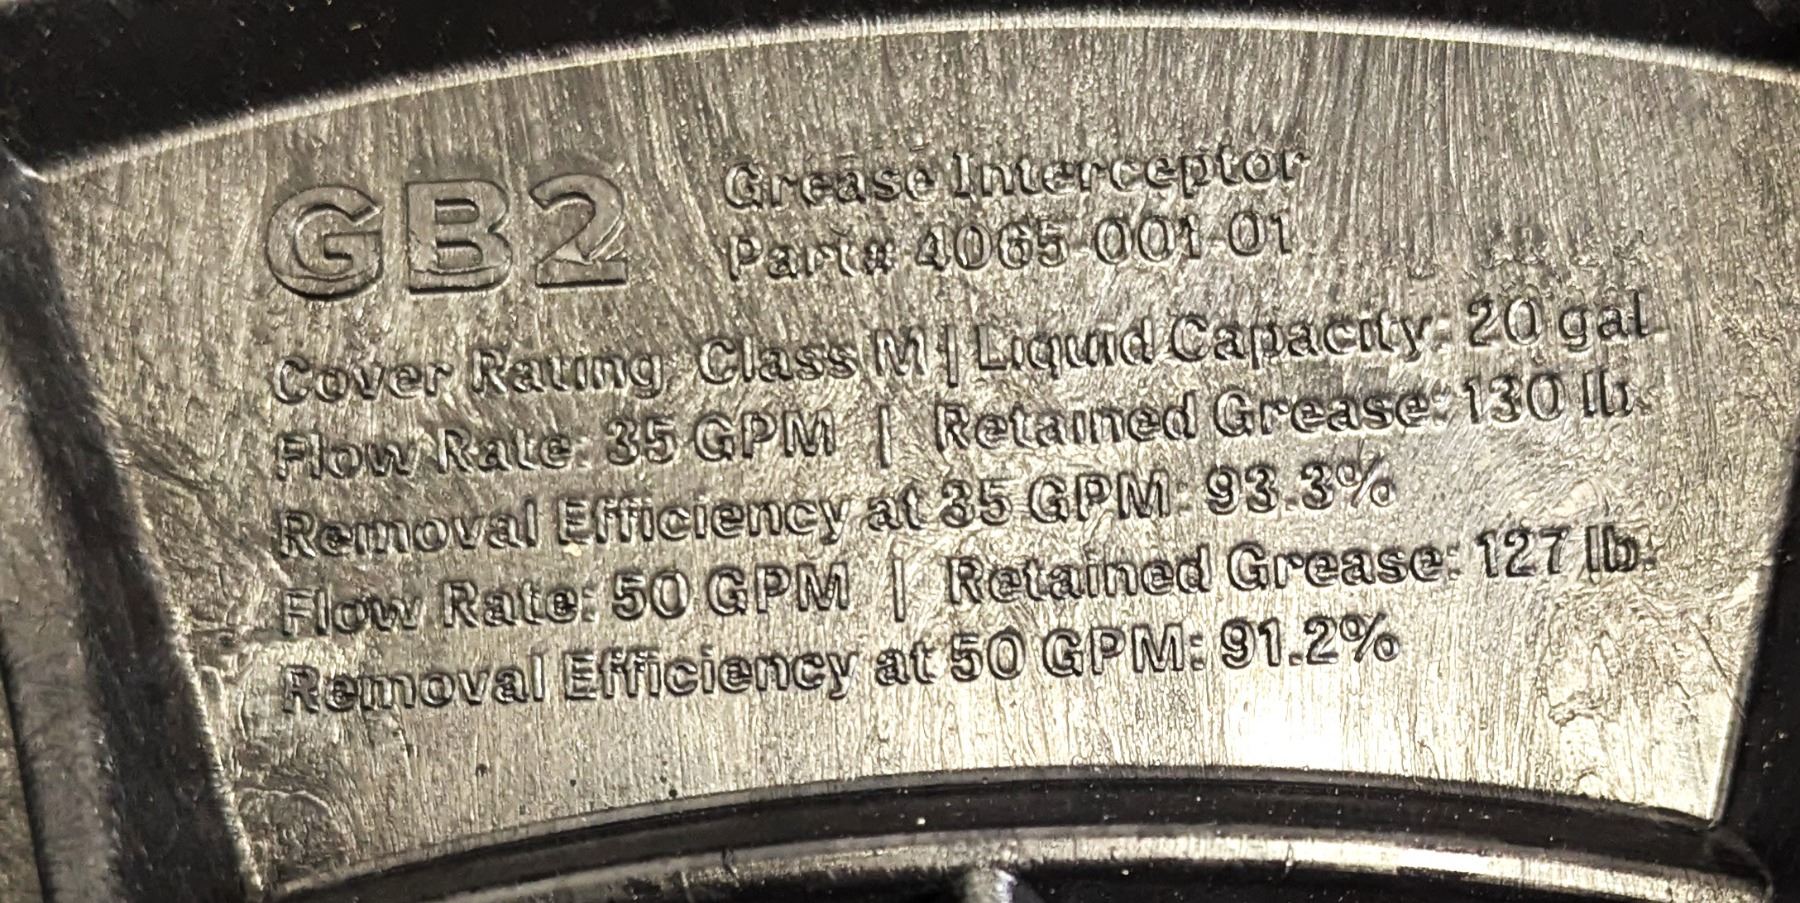 GB2
Grease Interceptor
Part# 4065-001-01
Cover Rating: Class M | Liquid Capacity: 20 gal.
Flow Rate: 35 GPM | Retained Grease: 130 lb.
Removal Efficiency at 35 GPM: 93.3%
Flow Rate: 50 GPM | Retained Grease: 127 lb.
Removal Efficiency at 50 GPM: 91.2%